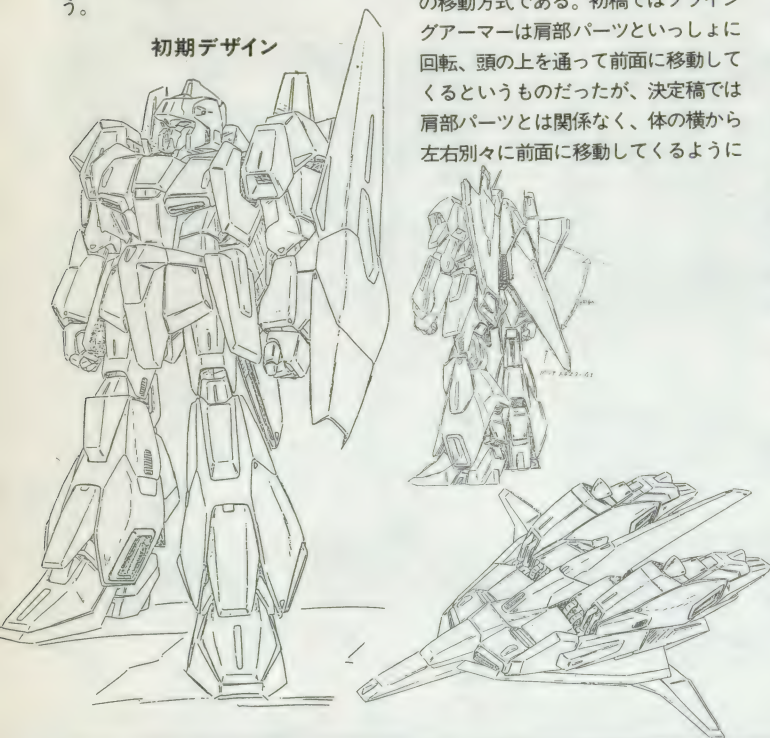 う。
初期デザイン
の移動方式である。初稿ではフライン
グアーマーは肩部パーツといっしょに
回転、頭の上を通って前面に移動して
くるというものだったが、決定稿では
肩部パーツとは関係なく、体の横から
左右別々に前面に移動してくるように